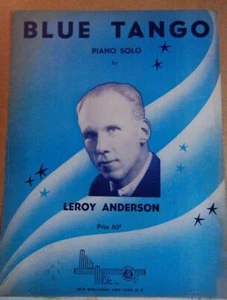 BLUE TANGO
PIANO SOLO
by
LEROY ANDERSON
Price 60¢